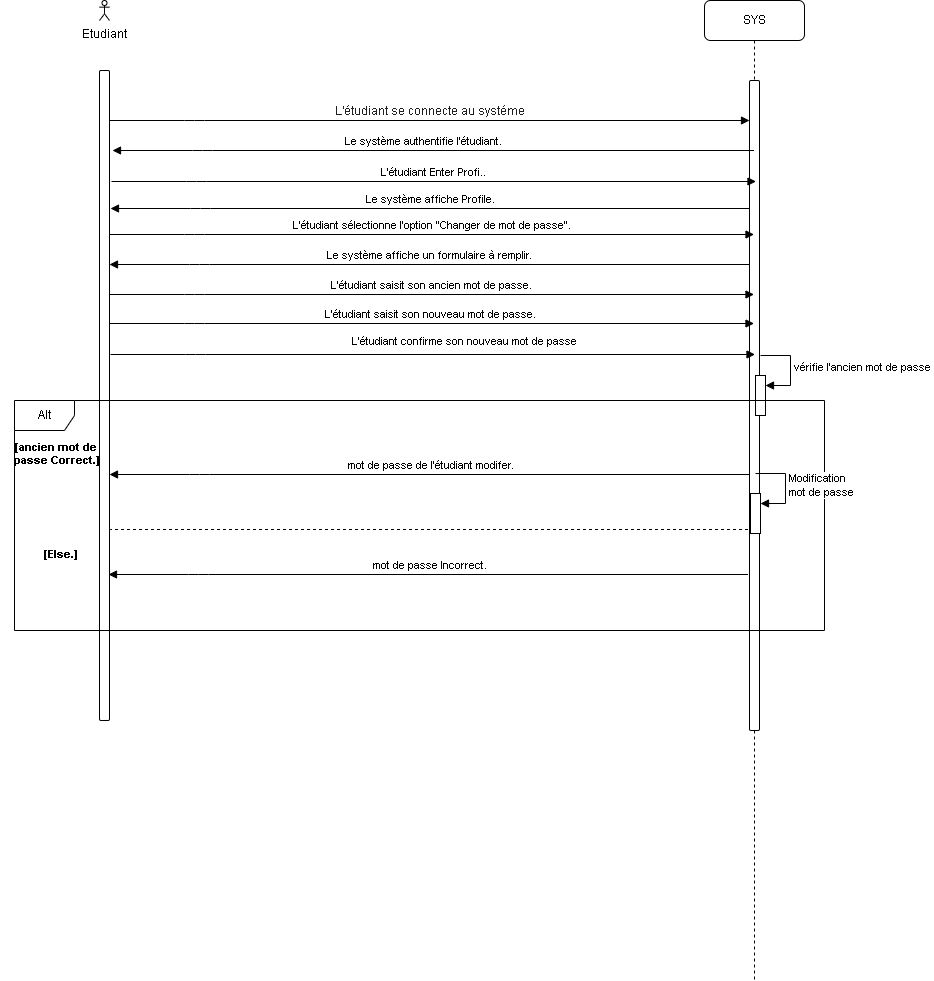 Etudiant
SYS
L'étudiant se connecte au systéme
Le système authentifie l'étudiant.
L'étudiant Enter Profi..
Le système affiche Profile.
L'étudiant sélectionne l'option "Changer de mot de passe".
Le système affiche un formulaire à remplir.
L'étudiant saisit son ancien mot de passe.
L'étudiant saisit son nouveau mot de passe.
L'étudiant confirme son nouveau mot de passe
vérifie l'ancien mot de passe
Alt
[ancien mot de
passe Correct.]
mot de passe de l'étudiant modifer.
Modification
mot de passe
[Else.]
mot de passe Incorrect.